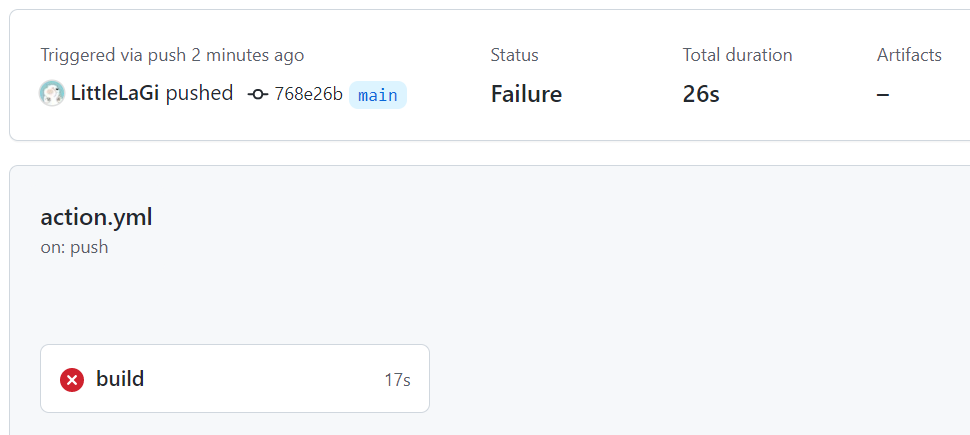 Triggered via push 2 minutes ago
LittleLaGi pushed 768e26b main
Status
Failure
Total duration
26s
Artifacts
–
action.yml
on: push
build 17s